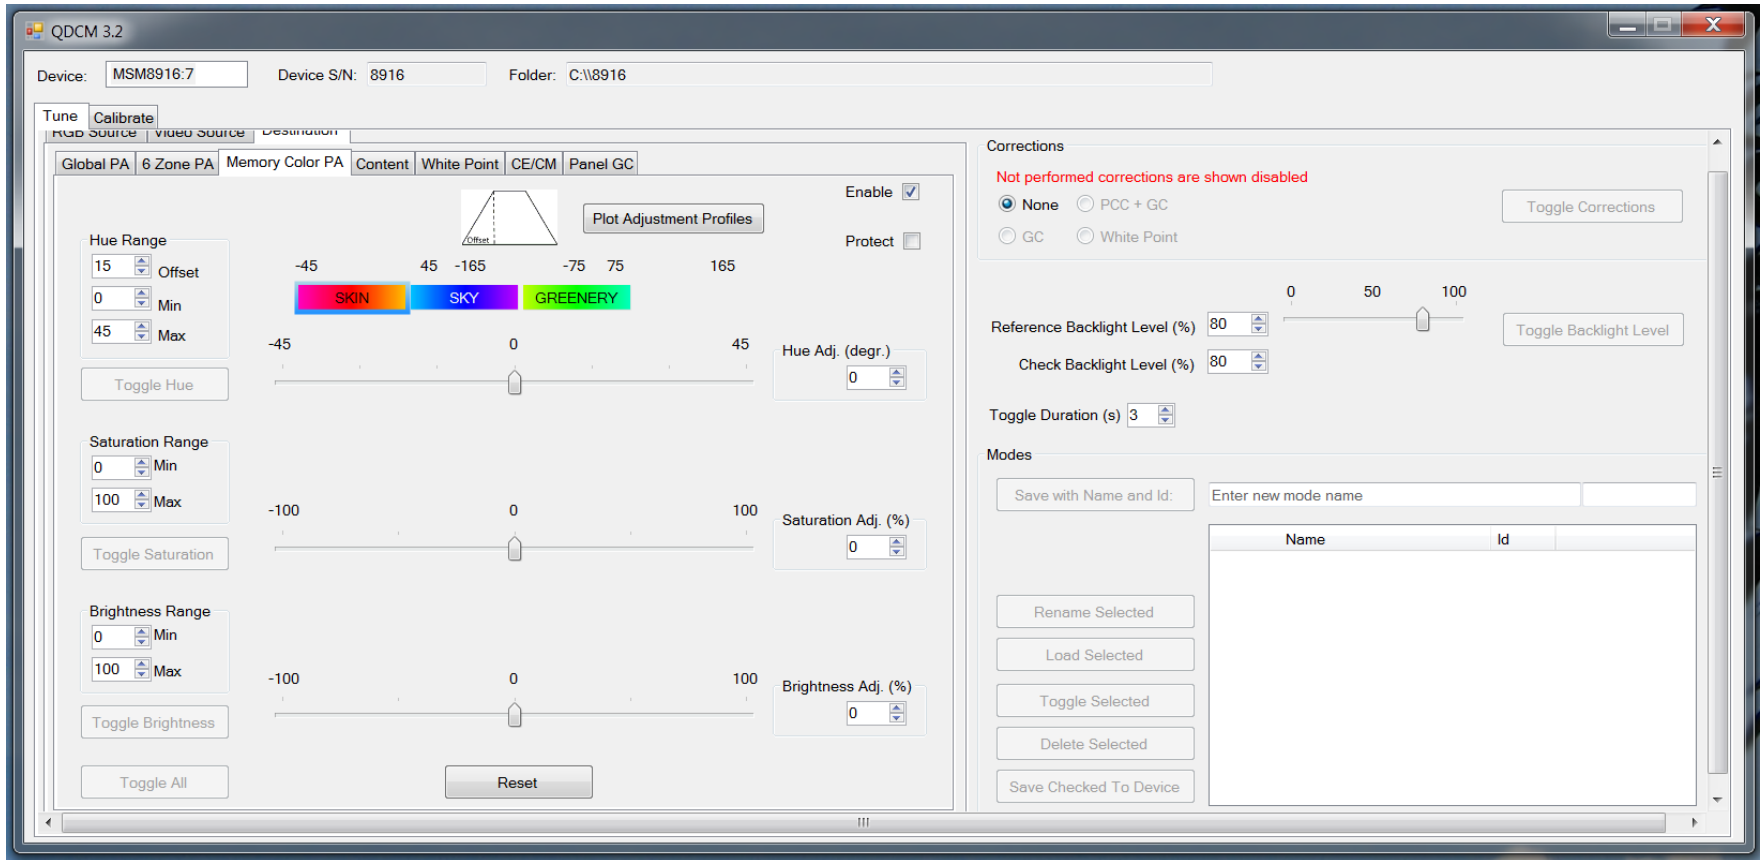 QDCM 3.2
Device: MSM8916:7 Device S/N: 8916 Folder: C:\\8916
Tune Calibrate
RGB Source Video Source Destination
Global PA 6 Zone PA Memory Color PA Content White Point CE/CM Panel GC
Enable
Offset
Plot Adjustment Profiles
Protect
Hue Range
15 Offset
0 Min
45 Max
Toggle Hue
-45 45 -165 -75 75 165
SKIN SKY GREENERY
-45 0 45
Hue Adj. (degr.)
0
Saturation Range
0 Min
100 Max
Toggle Saturation
-100 0 100
Saturation Adj. (%)
0
Brightness Range
0 Min
100 Max
Toggle Brightness
-100 0 100
Brightness Adj. (%)
0
Toggle All
Reset
Corrections
Not performed corrections are shown disabled
None PCC + GC
GC White Point
Toggle Corrections
0 50 100
Reference Backlight Level (%) 80
Toggle Backlight Level
Check Backlight Level (%) 80
Toggle Duration (s) 3
Modes
Save with Name and Id: Enter new mode name
Name Id
Rename Selected
Load Selected
Toggle Selected
Delete Selected
Save Checked To Device